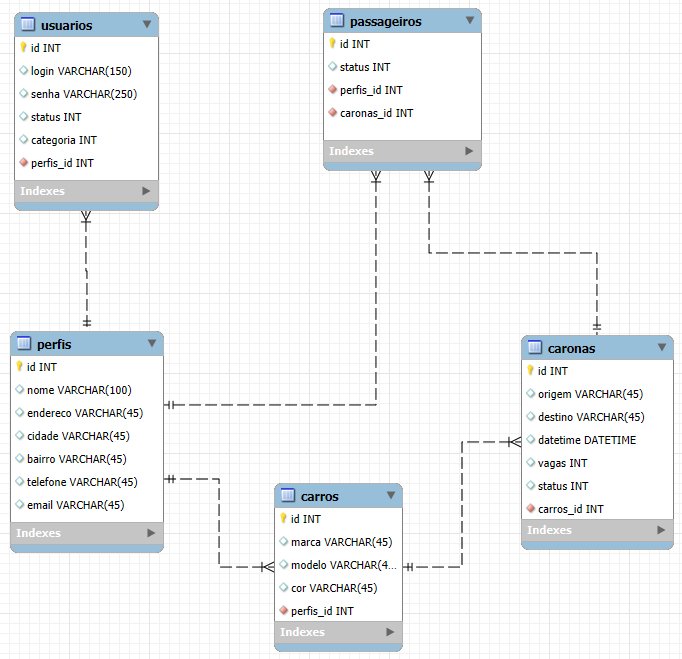 usuarios
id INT
login VARCHAR(150)
senha VARCHAR(250)
status INT
categoria INT
perfis_id INT
Indexes
passageiros
id INT
status INT
perfis_id INT
caronas_id INT
Indexes
perfis
id INT
nome VARCHAR(100)
endereco VARCHAR(45)
cidade VARCHAR(45)
bairro VARCHAR(45)
telefone VARCHAR(45)
email VARCHAR(45)
Indexes
carros
id INT
marca VARCHAR(45)
modelo VARCHAR(4...
cor VARCHAR(45)
perfis_id INT
Indexes
caronas
id INT
origem VARCHAR(45)
destino VARCHAR(45)
datetime DATETIME
vagas INT
status INT
carros_id INT
Indexes